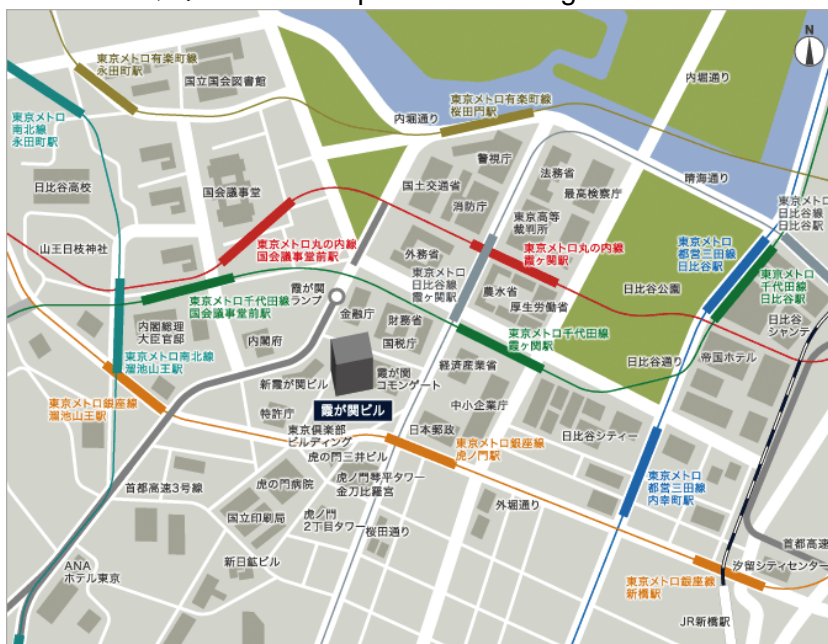 N
東京メトロ有楽町線
永田町駅
国立国会図書館
内堀通り
東京メトロ
南北線
永田町駅
内堀通り
東京メトロ有楽町線
桜田門駅
警視庁
法務省
最高検察庁
晴海通り
日比谷高校
国会議事堂
国土交通省
消防庁
東京高等
裁判所
東京メトロ
日比谷線
日比谷駅
山王日枝神社
東京メトロ丸の内線
国会議事堂前駅
外務省
東京メトロ
日比谷線
霞ヶ関駅
東京メトロ丸の内線
霞ケ関駅
東京メトロ
都営三田線
日比谷駅
東京メトロ
千代田線
日比谷駅
東京メトロ千代田線
国会議事堂前駅
霞が関
ランプ
農水省
厚生労働省
日比谷公園
金融庁
財務省
国税庁
東京メトロ千代田線
霞ケ関駅
日比谷
シャンテ
内閣総理
大臣官邸
内閣府
東京メトロ南北線
溜池山王駅
新霞が関ビル
霞が関
コモンゲート
経済産業省
日比谷通り
帝国ホテル
東京メトロ銀座線
溜池山王駅
特許庁
霞が関ビル
中小企業庁
東京倶楽部
ビルディング
日本郵政
東京メトロ銀座線
虎ノ門駅
日比谷シティー
虎の門三井ビル
首都高速3号線
虎の門病院
虎ノ門琴平タワー
金刀比羅宮
東京メトロ
都営三田線
内幸町駅
外堀通り
国立印刷局
虎ノ門
2丁目タワー
桜田通り
首都高速
新日鉱ビル
ANA
ホテル東京
東京メトロ銀座線
新橋駅
汐留シティセンター
JR新橋駅